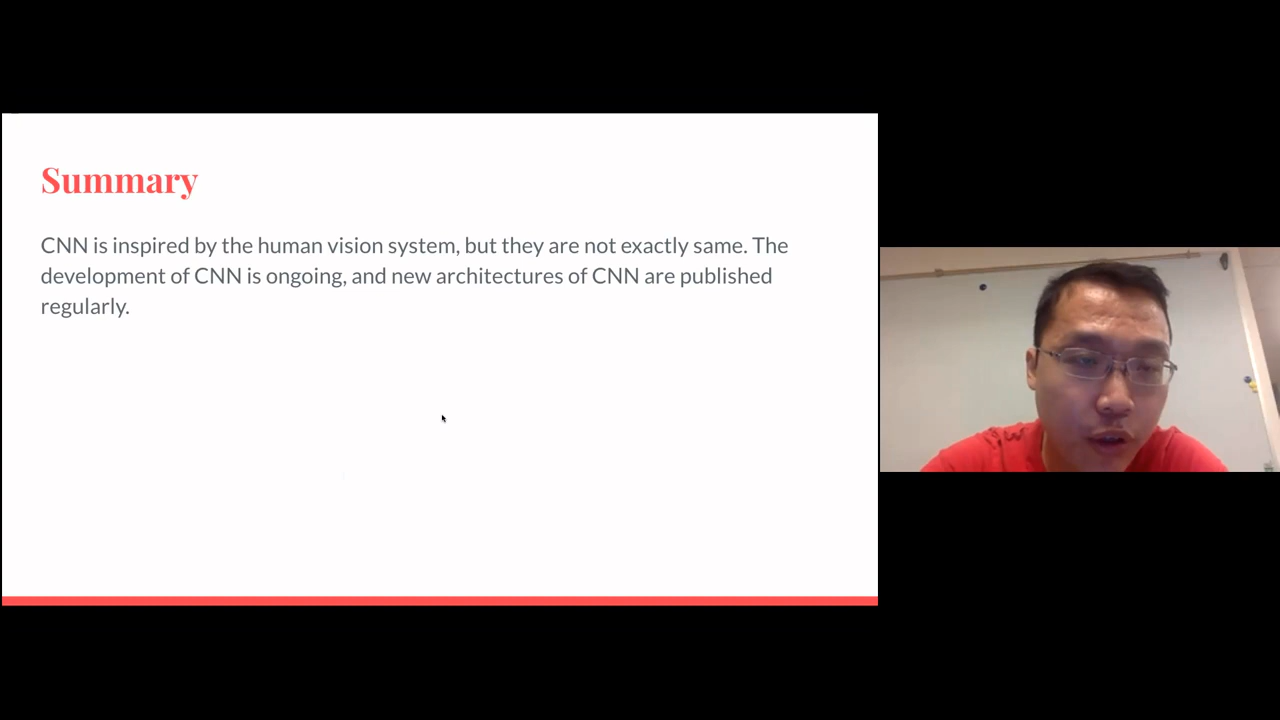 Summary
CNN is inspired by the human vision system, but they are not exactly same. The
development of CNN is ongoing, and new architectures of CNN are published
regularly.